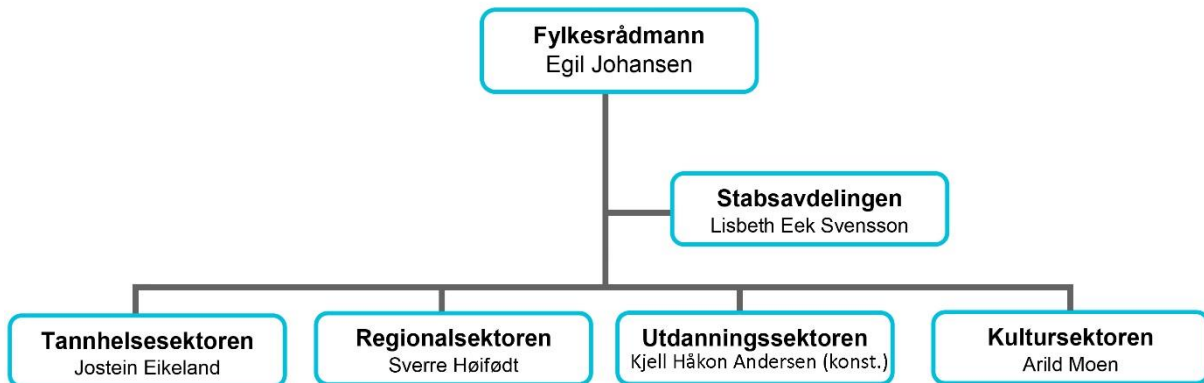 Fylkesrådmann
Egil Johansen
Stabsavdelingen
Lisbeth Eek Svensson
Tannhelsesektoren
Jostein Eikeland
Regionalsektoren
Sverre Høifødt
Utdanningssektoren
Kjell Håkon Andersen (konst.)
Kultursektoren
Arild Moen